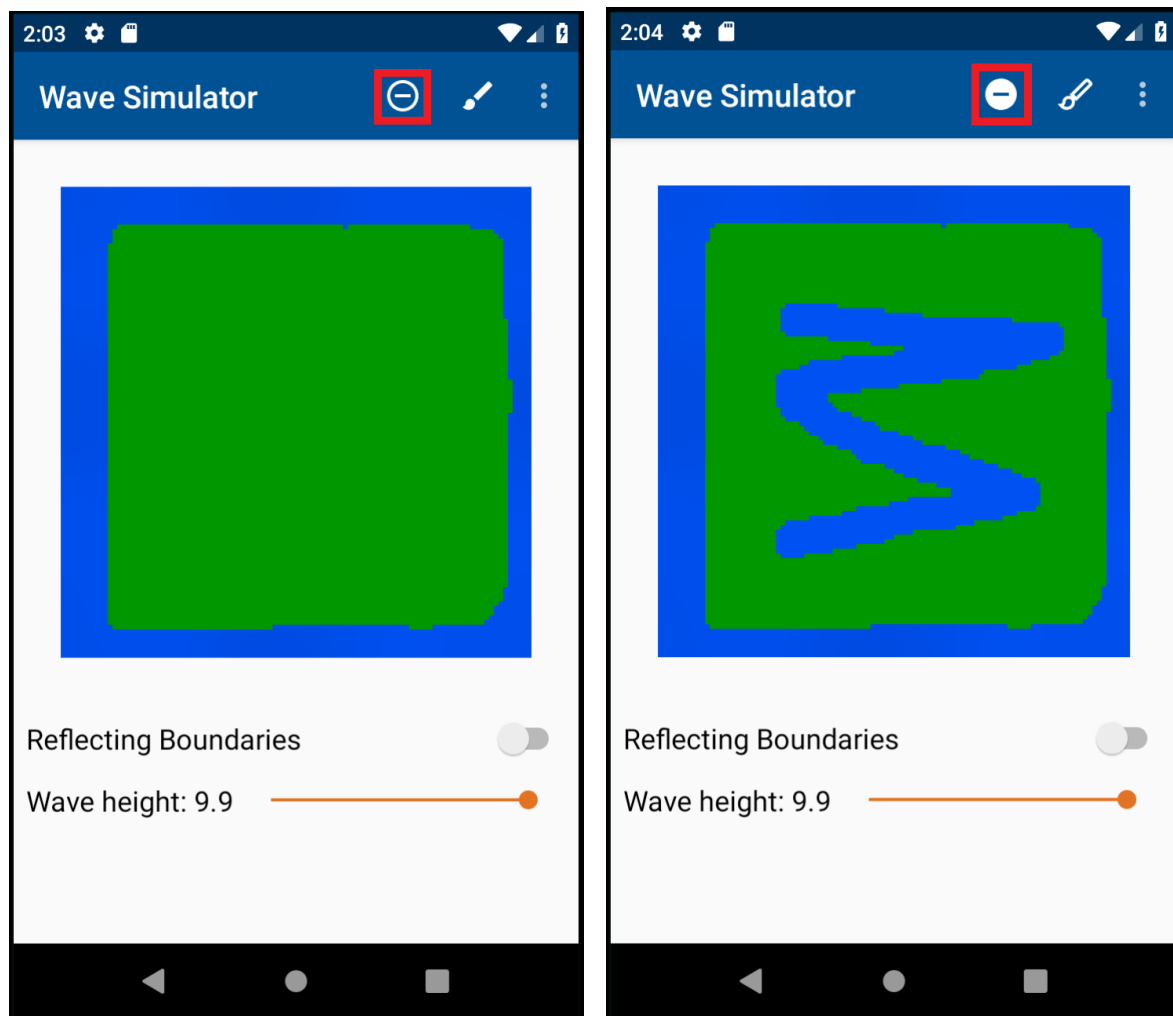 2:03
Wave Simulator
Reflecting Boundaries
Wave height: 9.9
2:04
Wave Simulator
Reflecting Boundaries
Wave height: 9.9